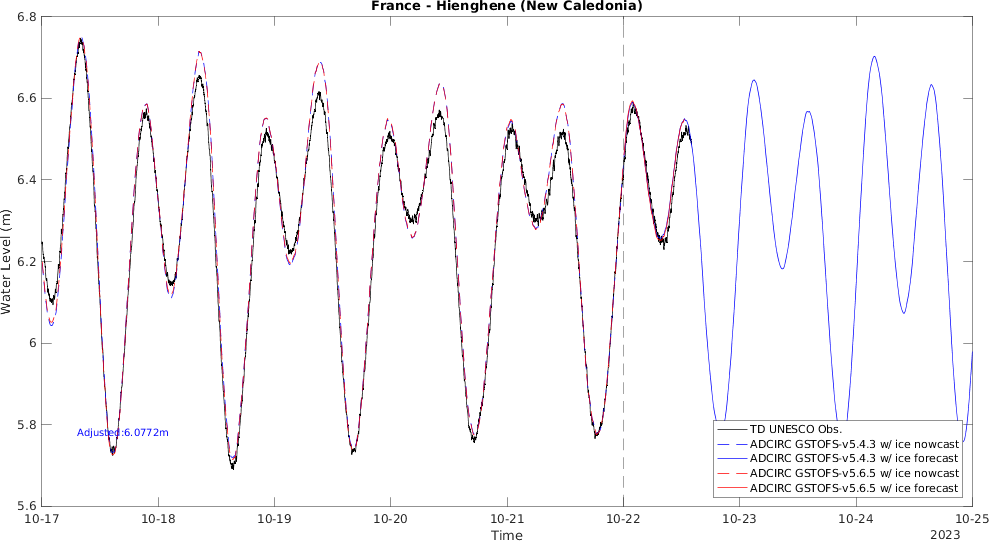 France - Hienghene (New Caledonia)
6.8
6.6
6.4
6.2
6
5.8
5.6
Water Level (m)
Adjusted:6.0772m
TD UNESCO Obs.
ADCIRC GSTOFS-v5.4.3 w/ ice nowcast
ADCIRC GSTOFS-v5.4.3 w/ ice forecast
ADCIRC GSTOFS-v5.6.5 w/ ice nowcast
ADCIRC GSTOFS-v5.6.5 w/ ice forecast
10-17 10-18 10-19 10-20 10-21 10-22 10-23 10-24 10-25
Time
2023